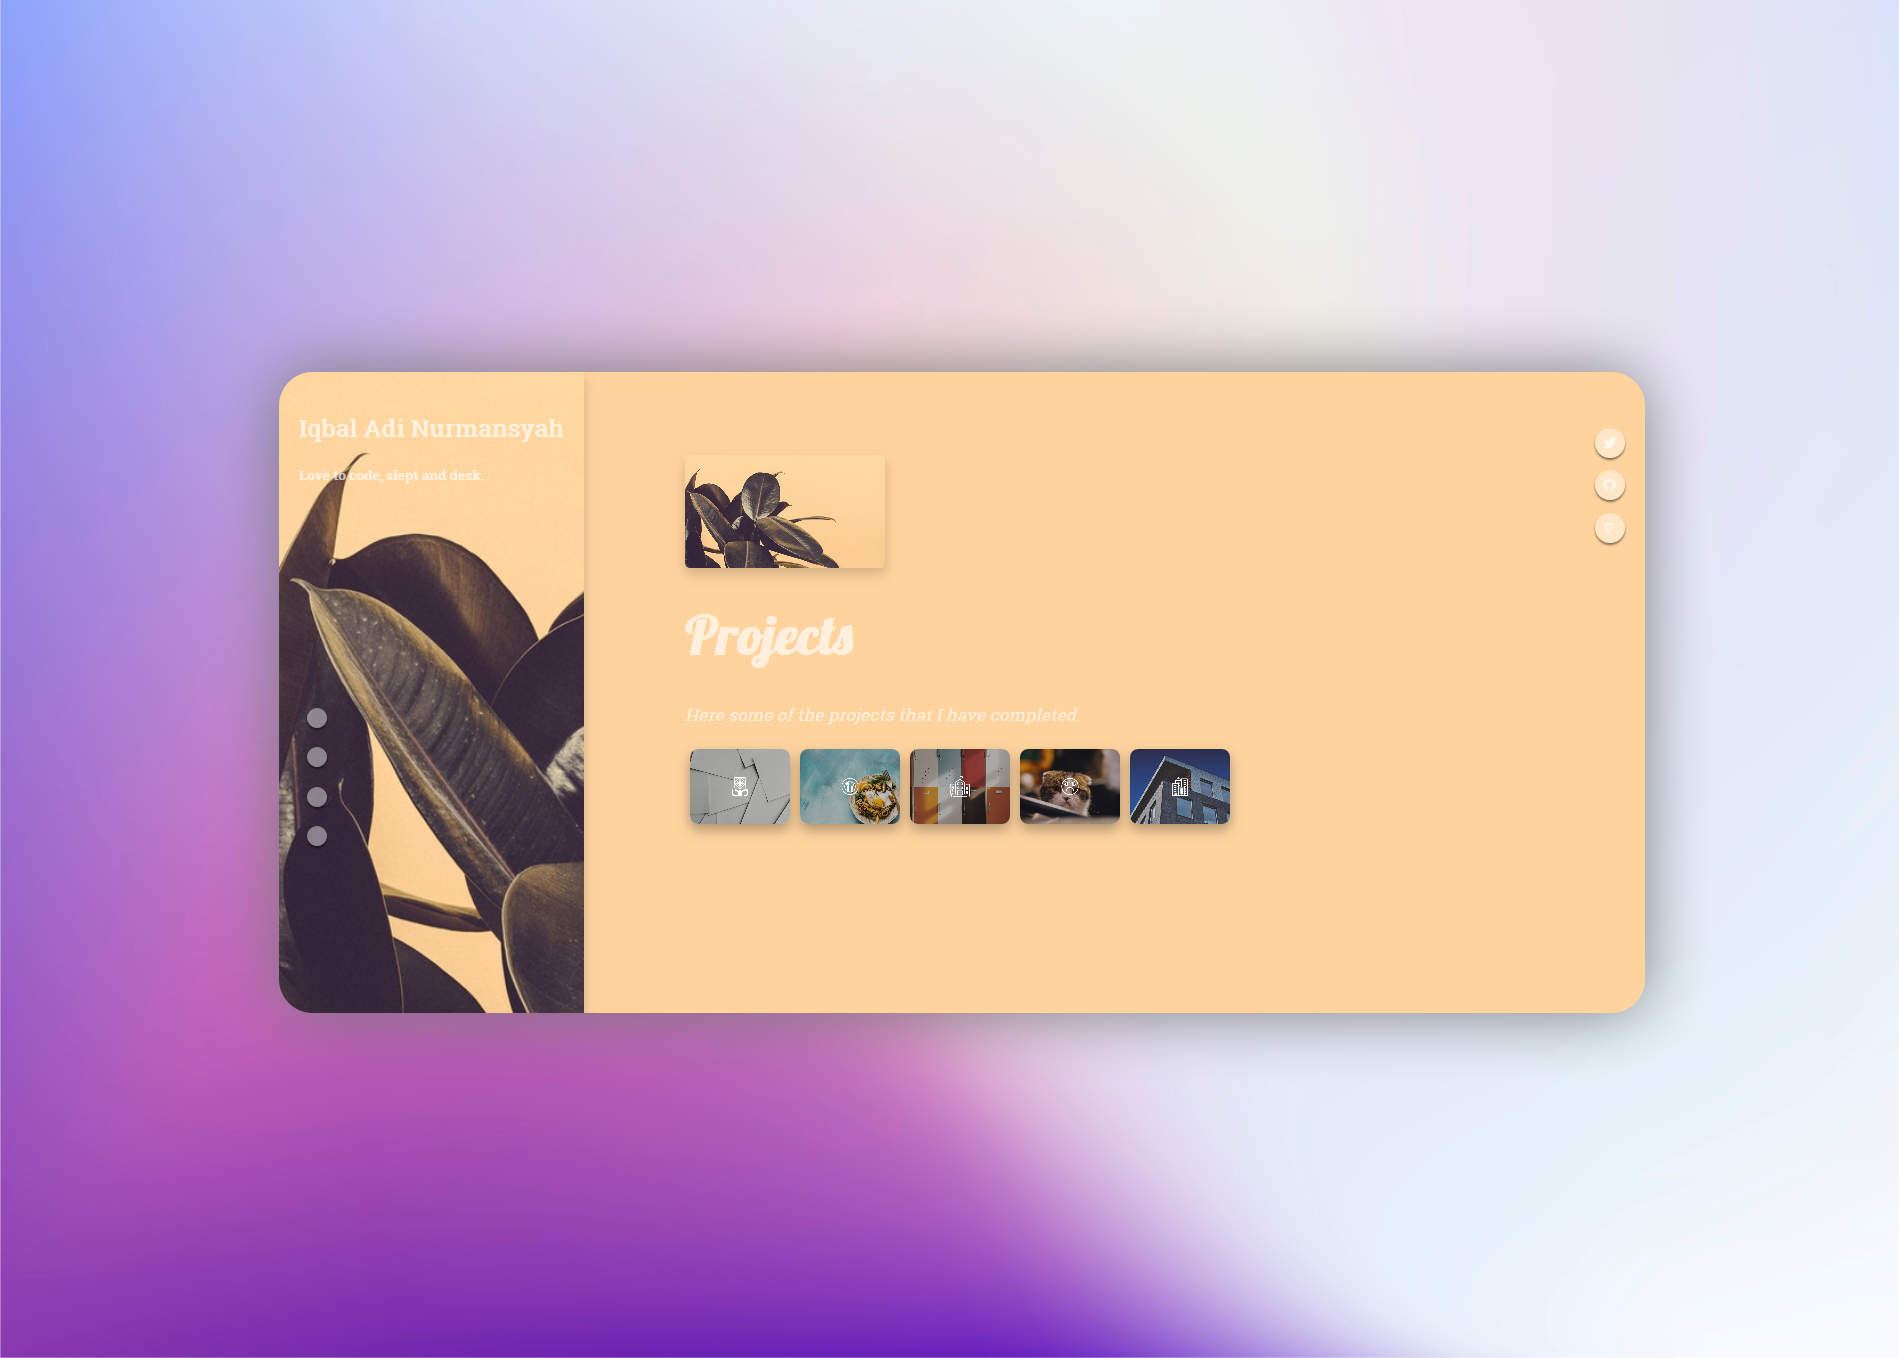 Iqbal Adi Nurmansyah
Love to code, slept and desk.
Projects
Here some of the projects that I have completed.